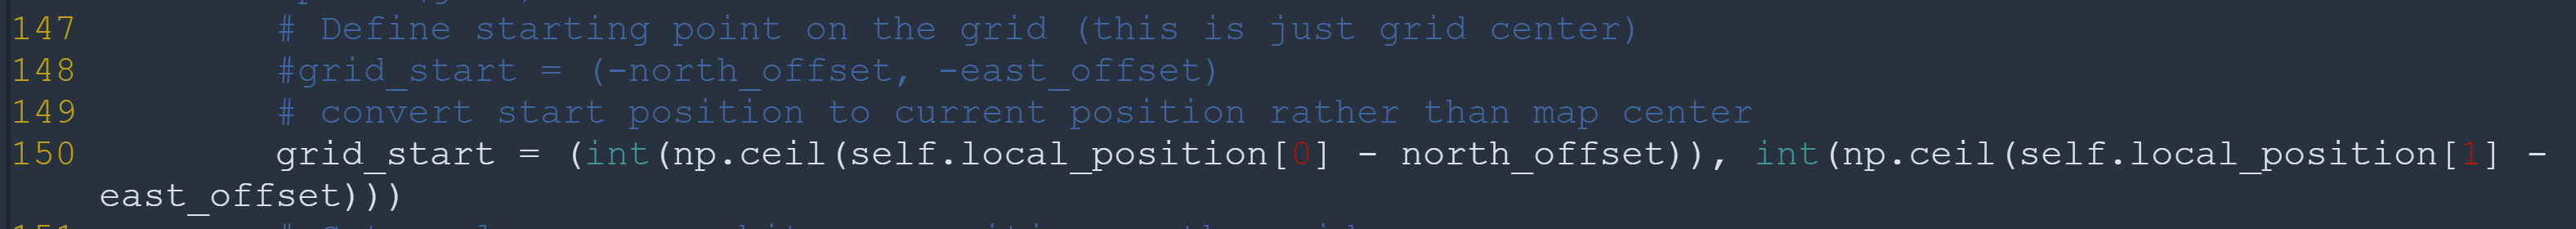 147 # Define starting point on the grid (this is just grid center)
148 #grid_start = (-north_offset, -east_offset)
149 # convert start position to current position rather than map center
150 grid_start = (int(np.ceil(self.local_position[0] - north_offset)), int(np.ceil(self.local_position[1] -
east_offset)))